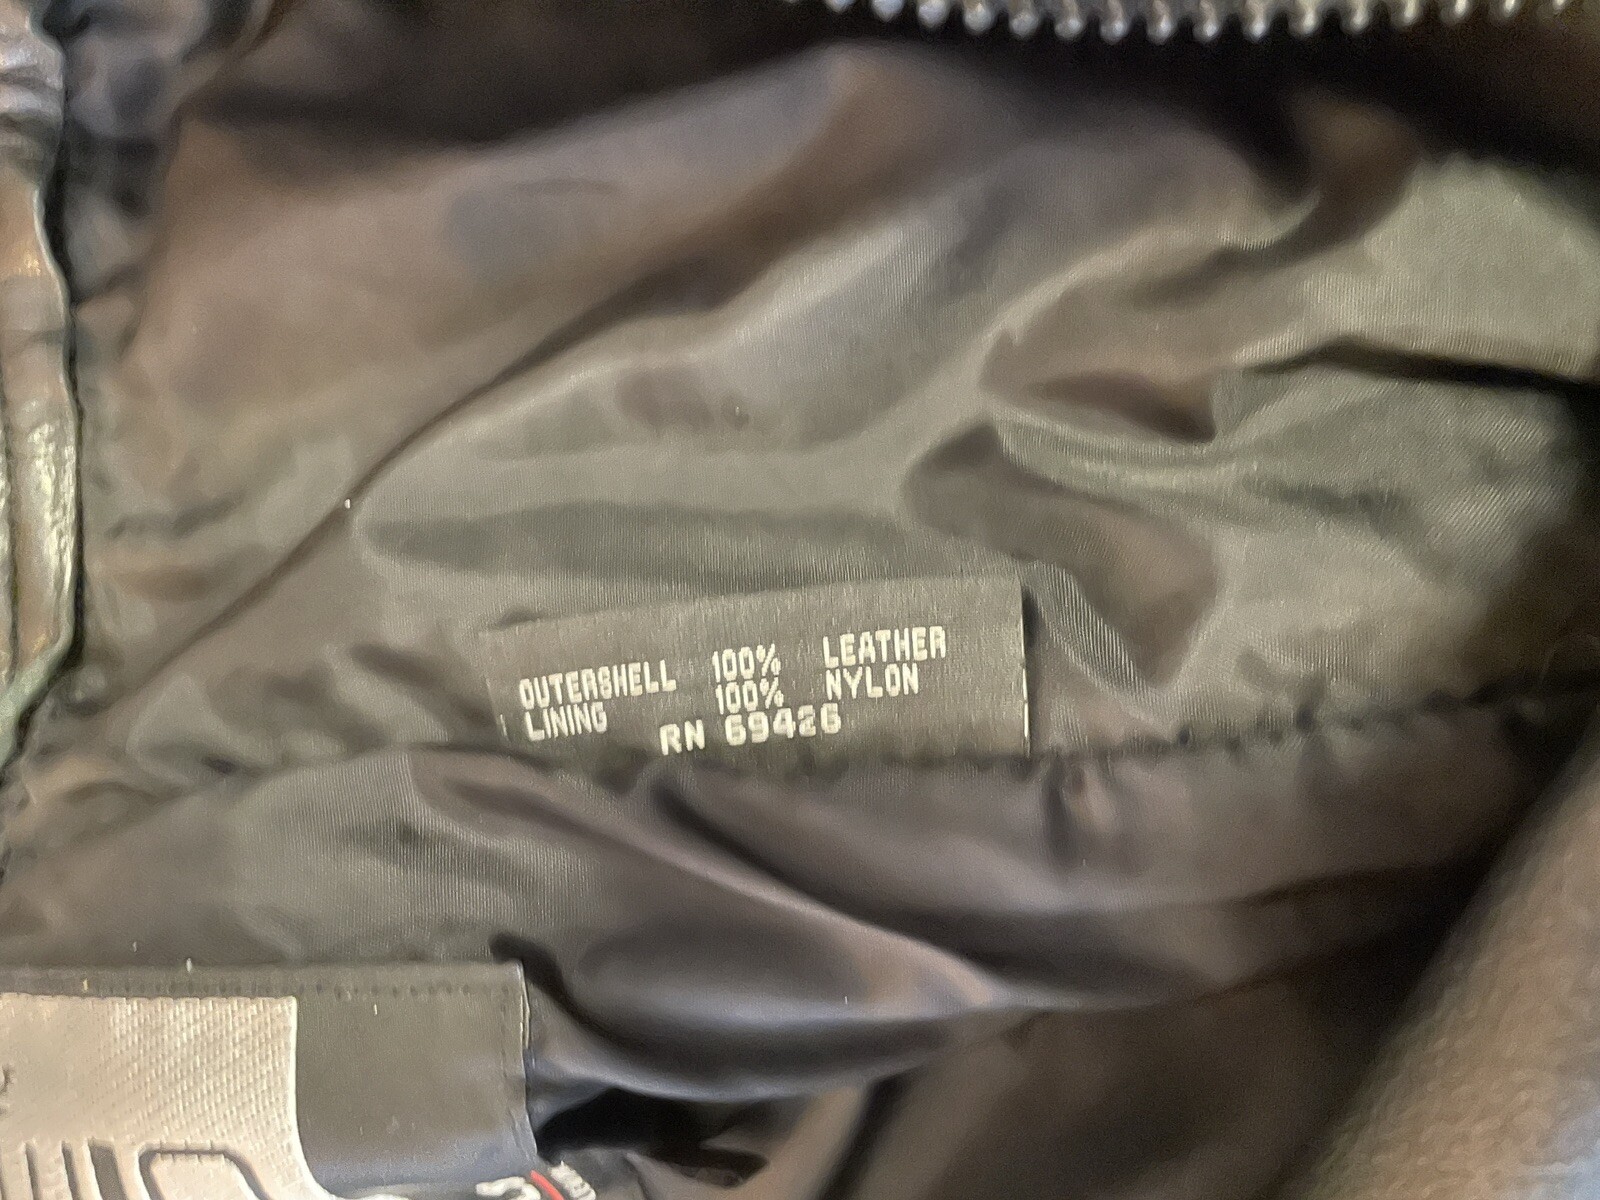 OUTERSHELL 100% LEATHER
LINING 100% NYLON
RN 69426